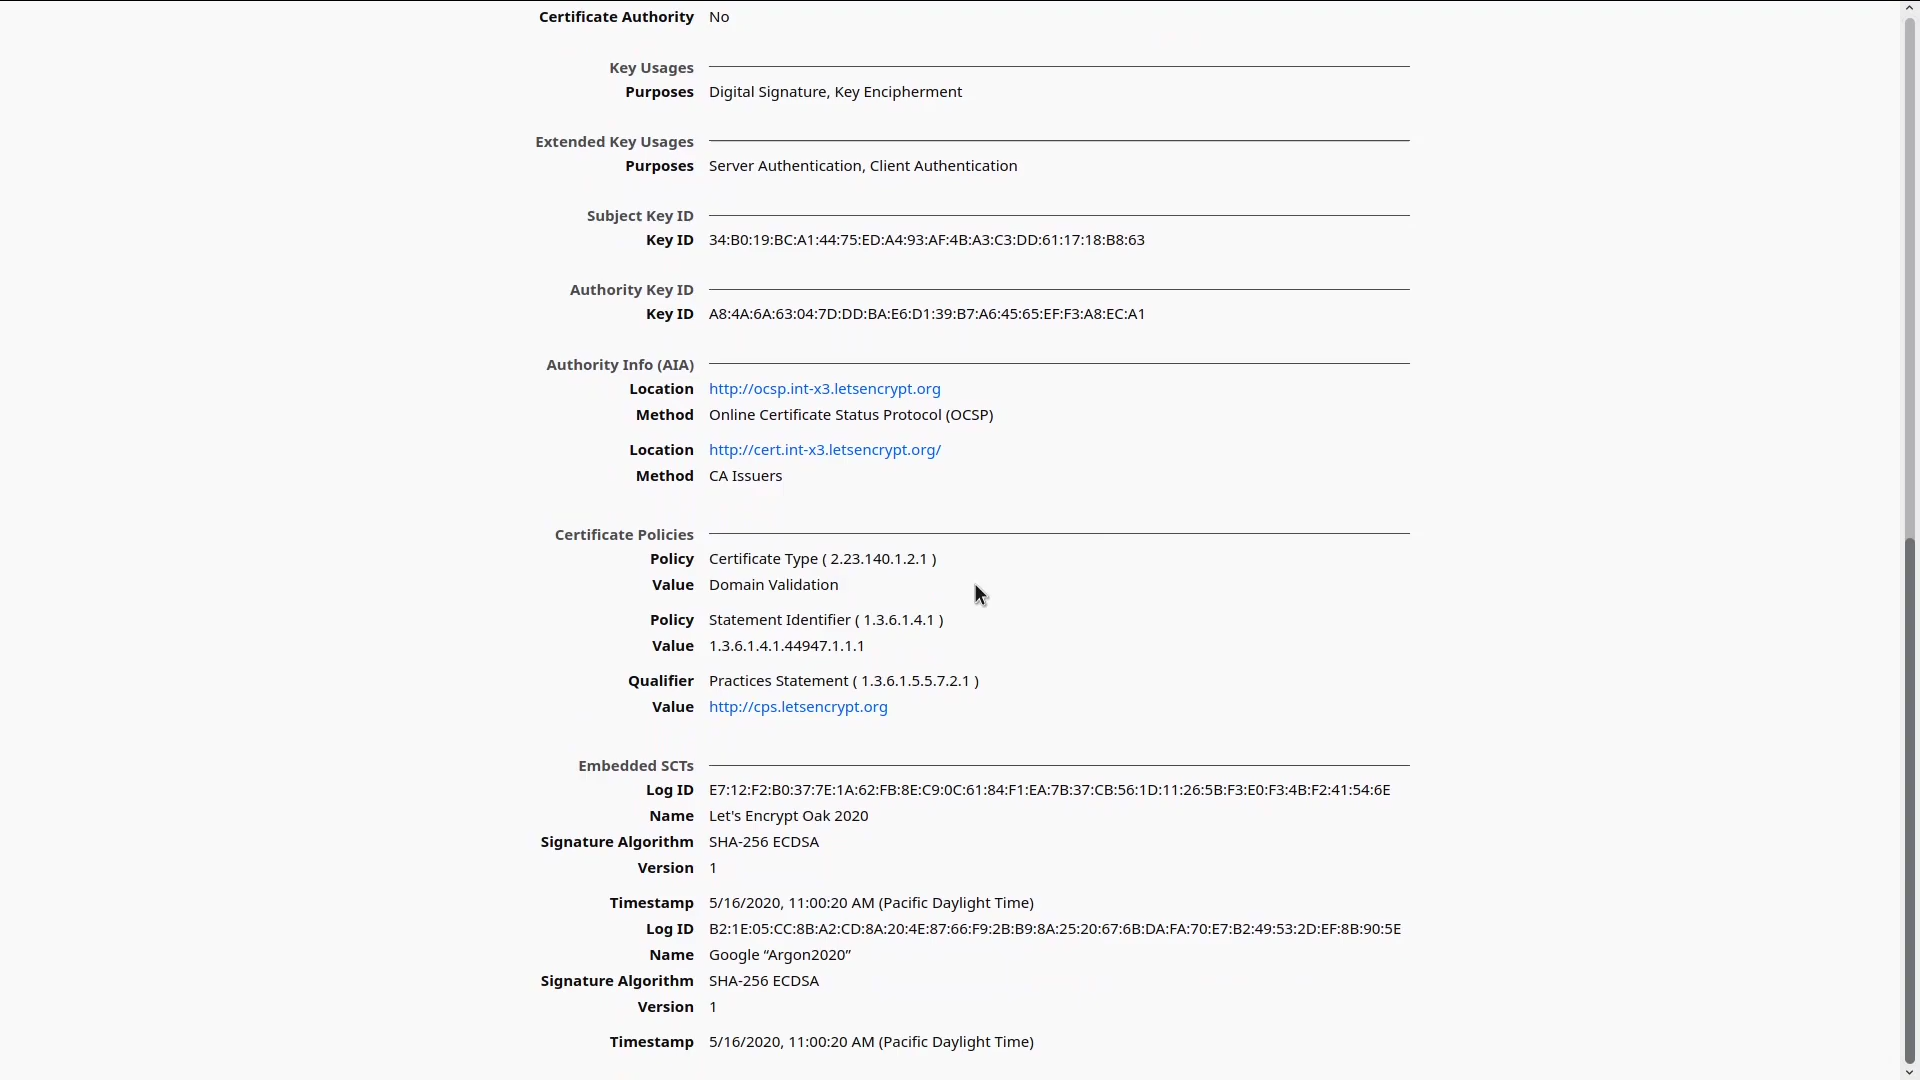 Certificate Authority No
Key Usages
Purposes Digital Signature, Key Encipherment
Extended Key Usages
Purposes Server Authentication, Client Authentication
Subject Key ID
Key ID 34:B0:19:BC:A1:44:75:ED:A4:93:AF:4B:A3:C3:DD:61:17:18:B8:63
Authority Key ID
Key ID A8:4A:6A:63:04:7D:DD:BA:E6:D1:39:B7:A6:45:65:EF:F3:A8:EC:A1
Authority Info (AIA)
Location http://ocsp.int-x3.letsencrypt.org
Method Online Certificate Status Protocol (OCSP)
Location http://cert.int-x3.letsencrypt.org/
Method CA Issuers
Certificate Policies
Policy Certificate Type ( 2.23.140.1.2.1 )
Value Domain Validation
Policy Statement Identifier ( 1.3.6.1.4.1 )
Value 1.3.6.1.4.1.44947.1.1.1
Qualifier Practices Statement ( 1.3.6.1.5.5.7.2.1 )
Value http://cps.letsencrypt.org
Embedded SCTs
Log ID E7:12:F2:B0:37:7E:1A:62:FB:8E:C9:0C:61:84:F1:EA:7B:37:CB:56:1D:11:26:5B:F3:E0:F3:4B:F2:41:54:6E
Name Let's Encrypt Oak 2020
Signature Algorithm SHA-256 ECDSA
Version 1
Timestamp 5/16/2020, 11:00:20 AM (Pacific Daylight Time)
Log ID B2:1E:05:CC:8B:A2:CD:8A:20:4E:87:66:F9:2B:B9:8A:25:20:67:6B:DA:FA:70:E7:B2:49:53:2D:EF:8B:90:5E
Name Google “Argon2020”
Signature Algorithm SHA-256 ECDSA
Version 1
Timestamp 5/16/2020, 11:00:20 AM (Pacific Daylight Time)